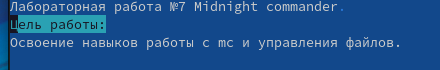 Лабораторная работа №7 Midnight commander.
Цель работы:
Освоение навыков работы с mc и управления файлов.